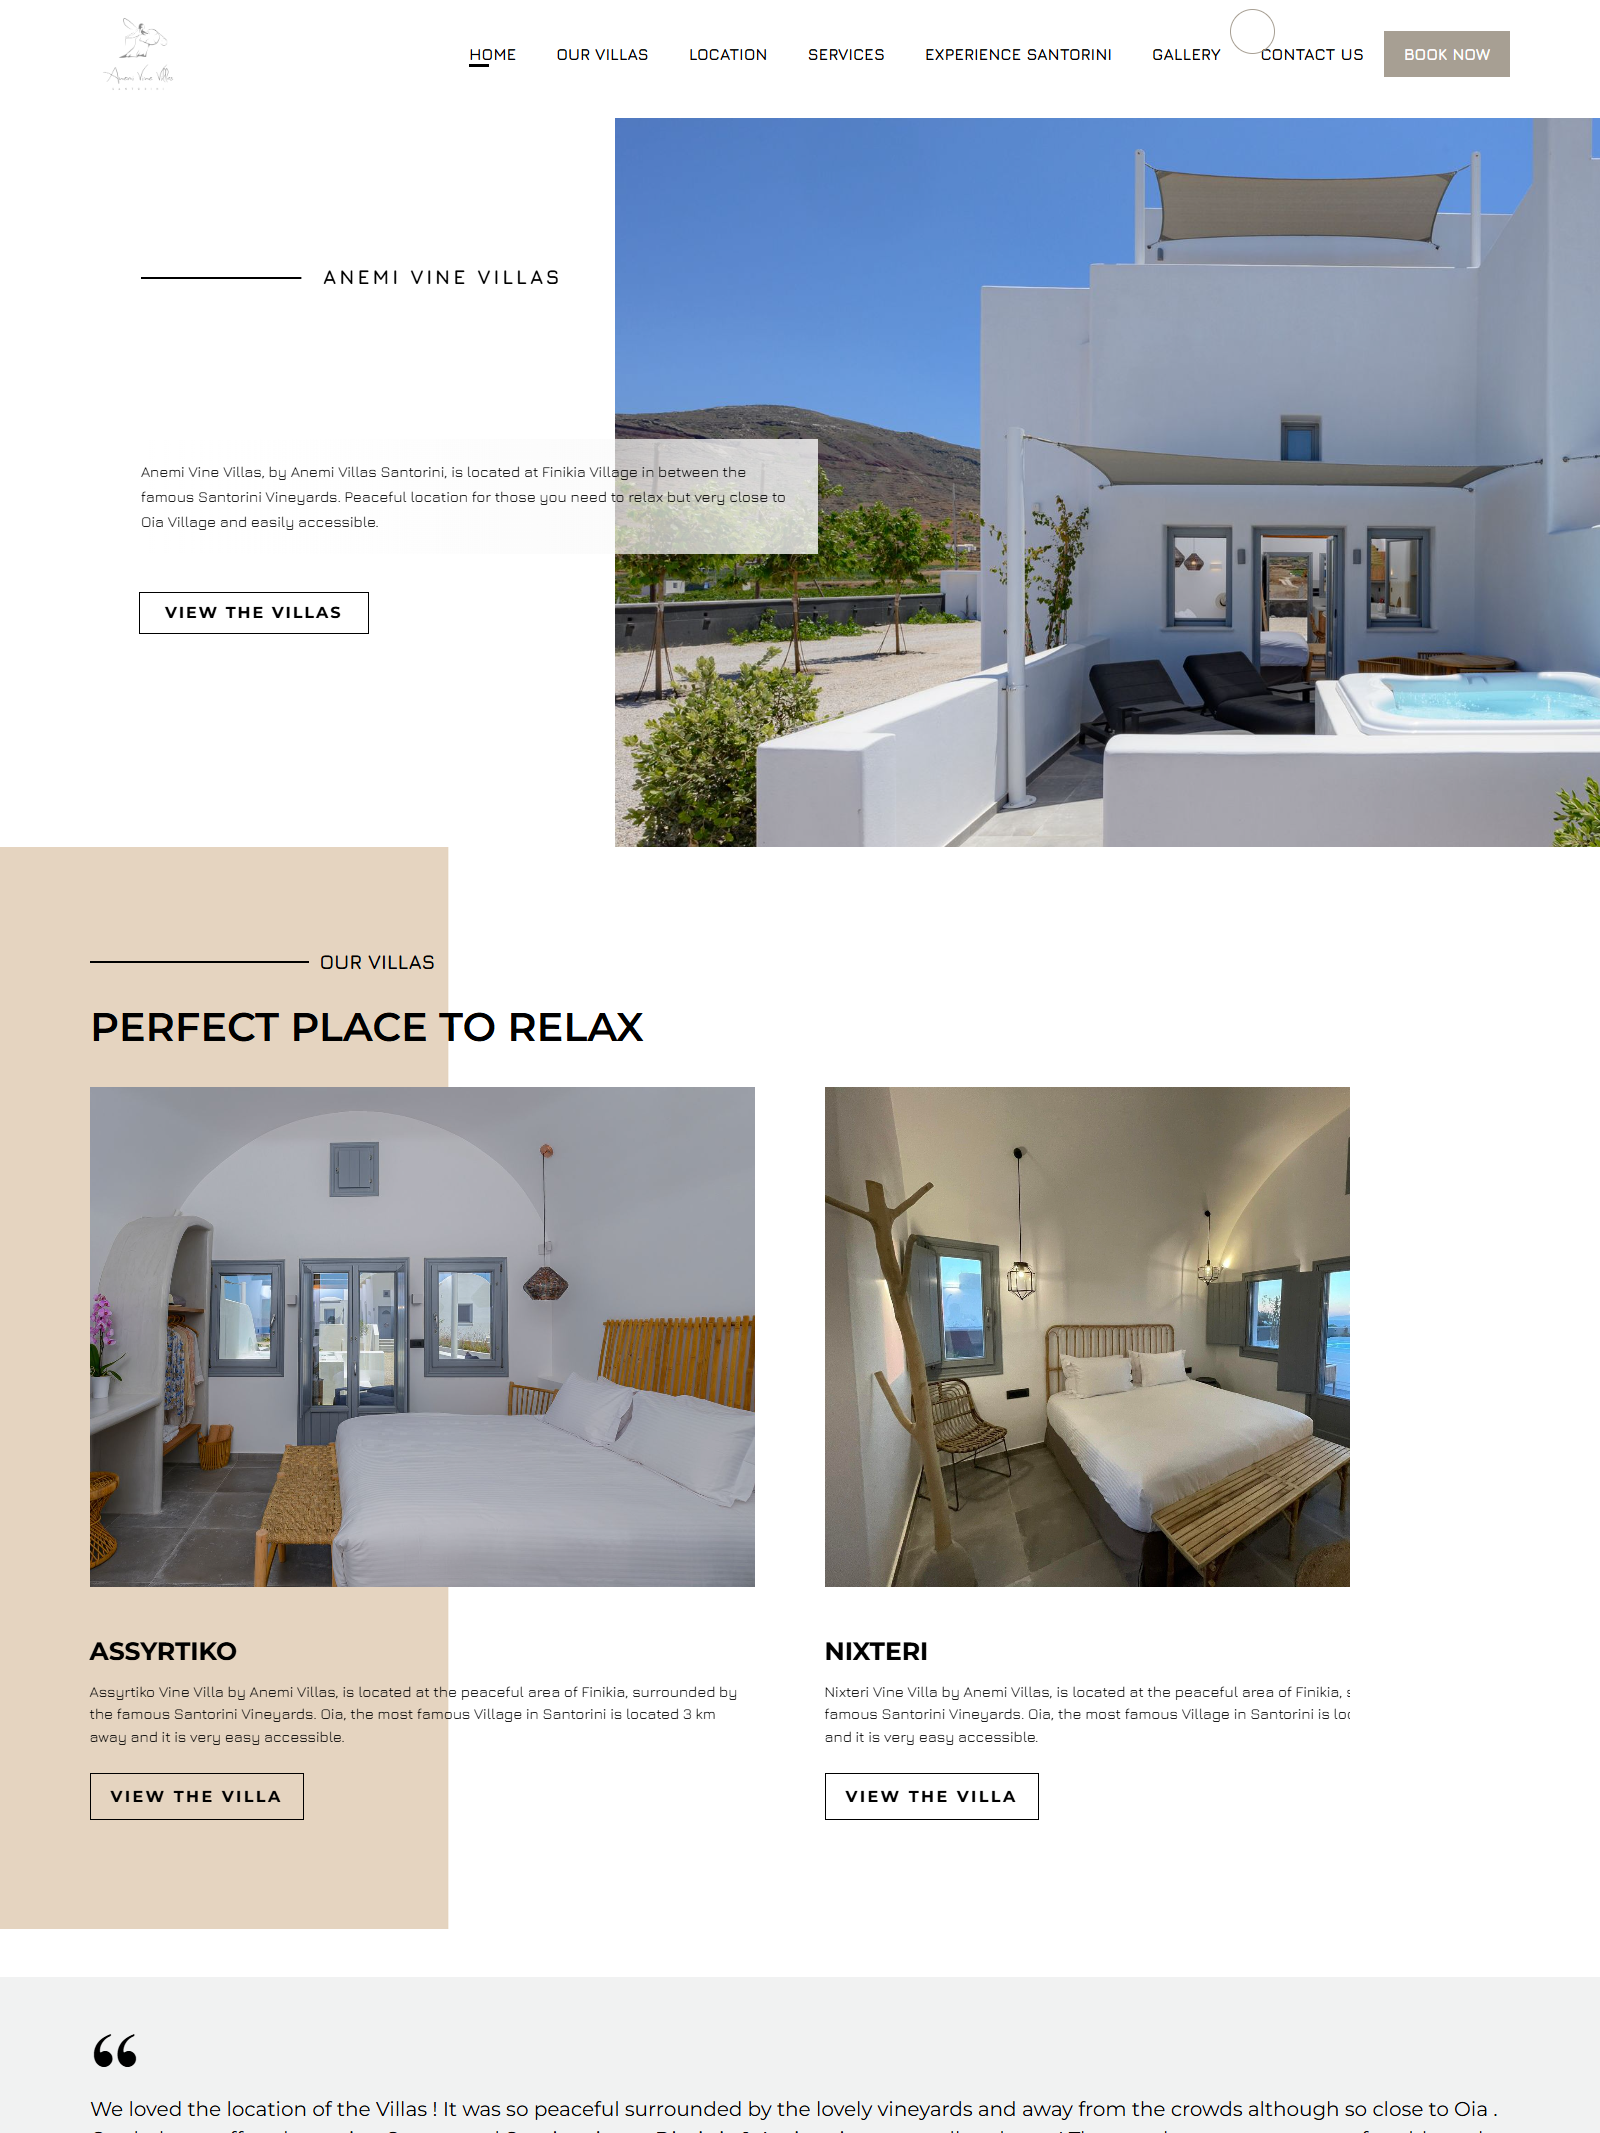 Anemi Vine Villas
SANTORINI
HOME
OUR VILLAS
LOCATION
SERVICES
EXPERIENCE SANTORINI
GALLERY
CONTACT US
BOOK NOW
ANEMI VINE VILLAS
Anemi Vine Villas, by Anemi Villas Santorini, is located at Finikia Village in between the
famous Santorini Vineyards. Peaceful location for those you need to relax but very close to
Oia Village and easily accessible.
VIEW THE VILLAS
OUR VILLAS
PERFECT PLACE TO RELAX
ASSYRTIKO
Assyrtiko Vine Villa by Anemi Villas, is located at the peaceful area of Finikia, surrounded by
the famous Santorini Vineyards. Oia, the most famous Village in Santorini is located 3 km
away and it is very easy accessible.
VIEW THE VILLA
NIXTERI
Nixteri Vine Villa by Anemi Villas, is located at the peaceful area of Finikia,
famous Santorini Vineyards. Oia, the most famous Village in Santorini is
and it is very easy accessible.
VIEW THE VILLA
“
We loved the location of the Villas ! It was so peaceful surrounded by the lovely vineyards and away from the crowds although so close to Oia .